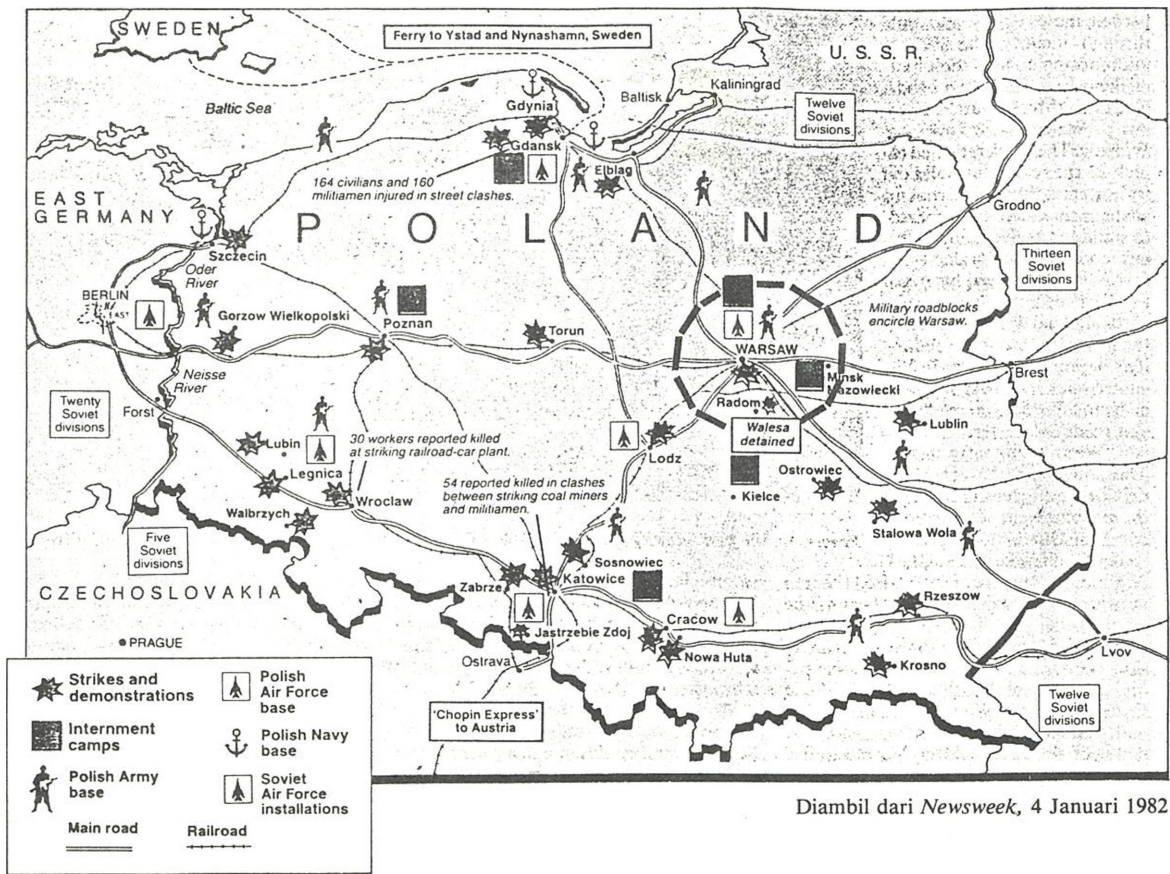 SWEDEN
Ferry to Ystad and Nynashamn, Sweden
U. S. S. R.
Baltic Sea
Gdynia
Baltisk
Kaliningrad
Twelve
Soviet
divisions
Gdansk
Elblag
164 civilians and 160
militiamen injured in street clashes.
EAST
GERMANY
POLAND
Grodno
Szczecin
Oder
River
Thirteen
Soviet
divisions
BERLIN
EAST
Gorzow Wielkopolski
Poznan
Torun
Military roadblocks
encircle Warsaw.
WARSAW
Minsk
Mazowiecki
Brest
Neisse
River
Twenty
Soviet
divisions
Forst
Radom
Walesa
detained
Lublin
Lubin
30 workers reported killed
at striking railroad-car plant.
Lodz
Legnica
54 reported killed in clashes
between striking coal miners
and militiamen.
Ostrowiec
Kielce
Wroclaw
Walbrzych
Stalowa Wola
Five
Soviet
divisions
Sosnowiec
Katowice
Zabrze
CZECHOSLOVAKIA
Rzeszow
Cracow
Jastrzebie Zdoj
PRAGUE
Nowa Huta
Ostrava
Krosno
Lvov
'Chopin Express'
to Austria
Twelve
Soviet
divisions
Strikes and
demonstrations
Polish
Air Force
base
Internment
camps
Polish Navy
base
Polish Army
base
Soviet
Air Force
installations
Main road
Railroad
Diambil dari Newsweek, 4 Januari 1982